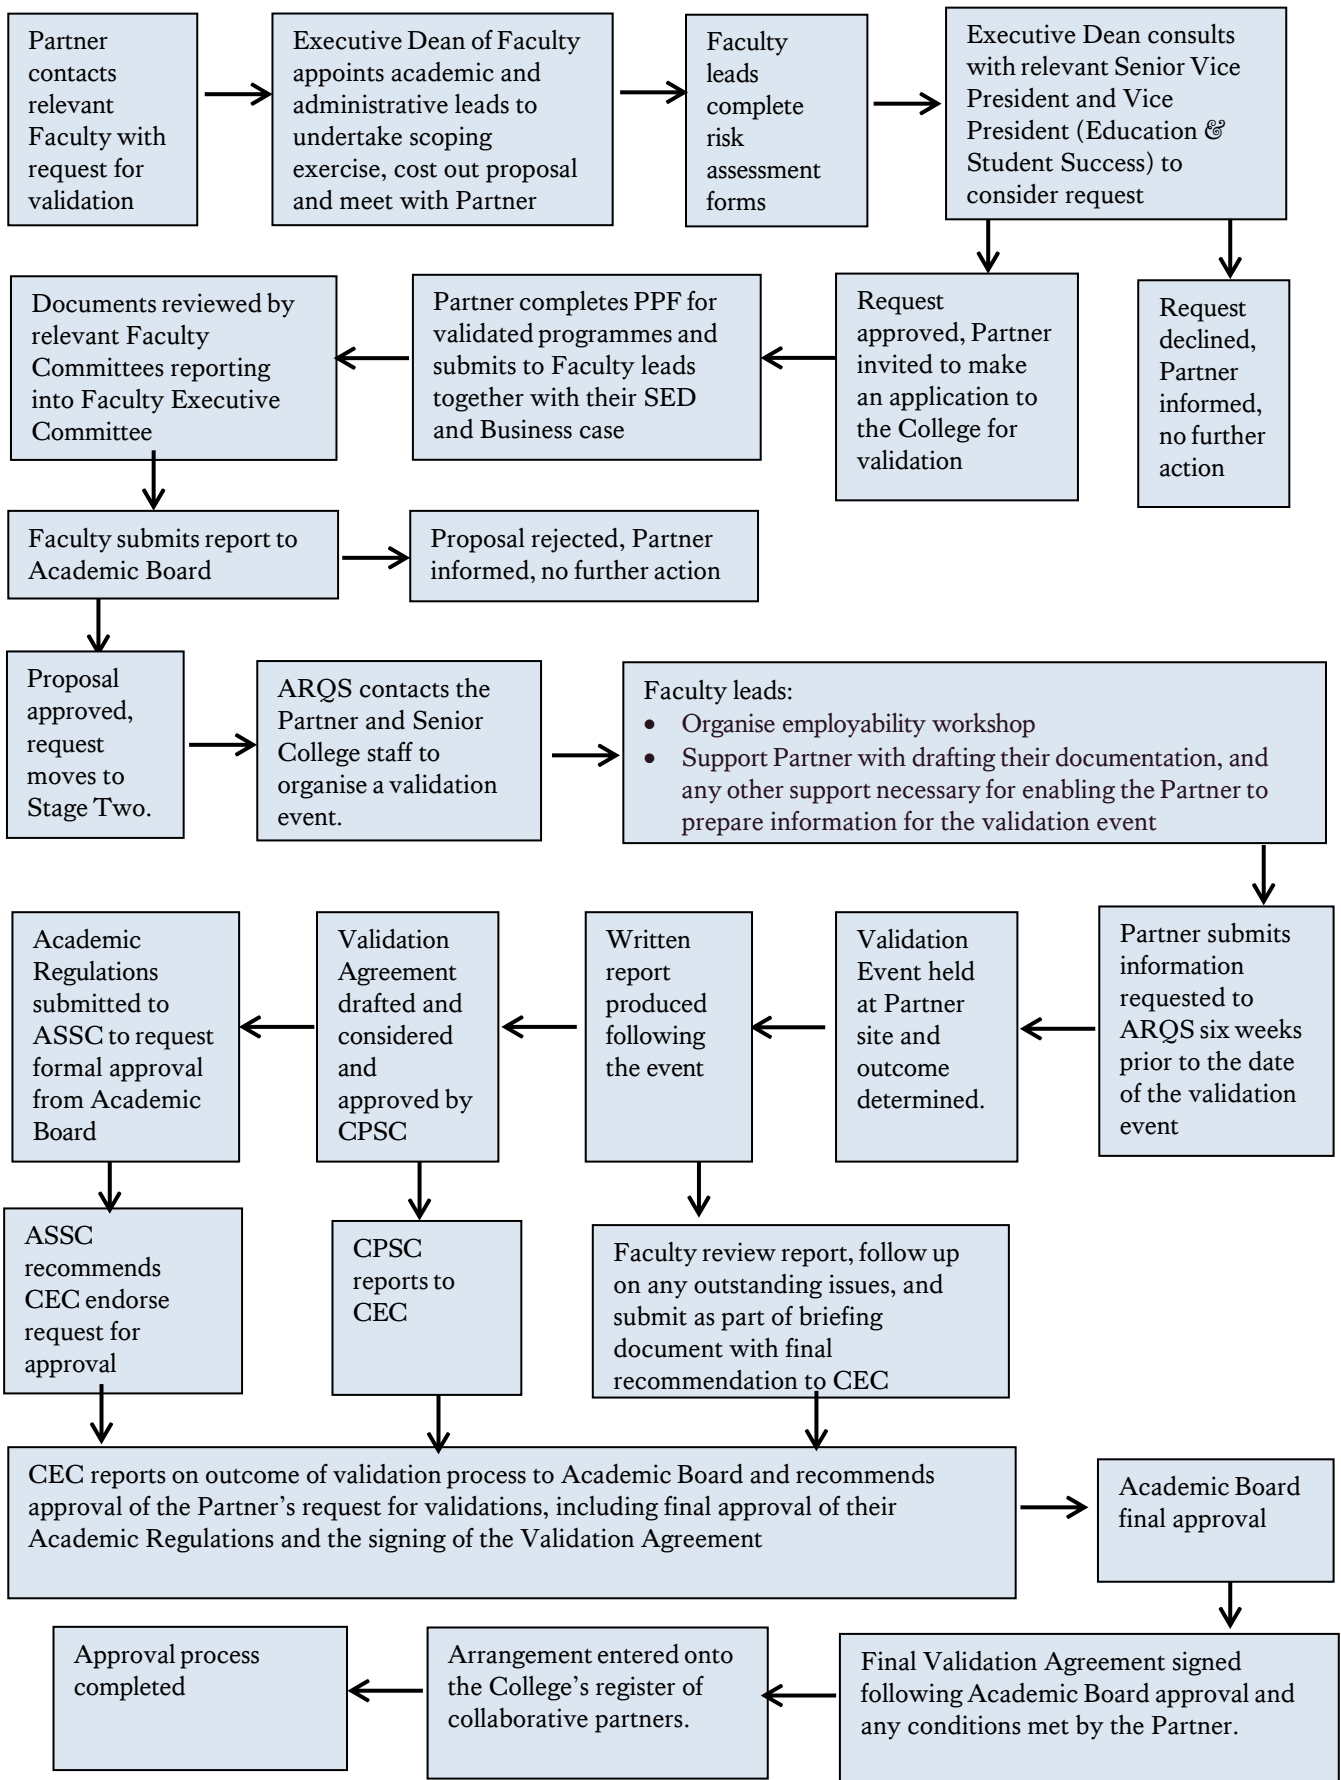 Partner
contacts
relevant
Faculty with
request for
validation
Executive Dean of Faculty
appoints academic and
administrative leads to
undertake scoping
exercise, cost out proposal
and meet with Partner
Faculty
leads
complete
risk
assessment
forms
Executive Dean consults
with relevant Senior Vice
President and Vice
President (Education &
Student Success) to
consider request
Documents reviewed by
relevant Faculty
Committees reporting
into Faculty Executive
Committee
Partner completes PPF for
validated programmes and
submits to Faculty leads
together with their SED
and Business case
Request
approved, Partner
invited to make
an application to
the College for
validation
Request
declined,
Partner
informed,
no further
action
Faculty submits report to
Academic Board
Proposal rejected, Partner
informed, no further action
Proposal
approved,
request
moves to
Stage Two.
ARQS contacts the
Partner and Senior
College staff to
organise a validation
event.
Faculty leads:
• Organise employability workshop
• Support Partner with drafting their documentation, and
any other support necessary for enabling the Partner to
prepare information for the validation event
Academic
Regulations
submitted to
ASSC to request
formal approval
from Academic
Board
Validation
Agreement
drafted and
considered
and
approved by
CPSC
Written
report
produced
following
the event
Validation
Event held
at Partner
site and
outcome
determined.
Partner submits
information
requested to
ARQS six weeks
prior to the date
of the validation
event
ASSC
recommends
CEC endorse
request for
approval
CPSC
reports to
CEC
Faculty review report, follow up
on any outstanding issues, and
submit as part of briefing
document with final
recommendation to CEC
CEC reports on outcome of validation process to Academic Board and recommends
approval of the Partner’s request for validations, including final approval of their
Academic Regulations and the signing of the Validation Agreement
Academic Board
final approval
Approval process
completed
Arrangement entered onto
the College’s register of
collaborative partners.
Final Validation Agreement signed
following Academic Board approval and
any conditions met by the Partner.